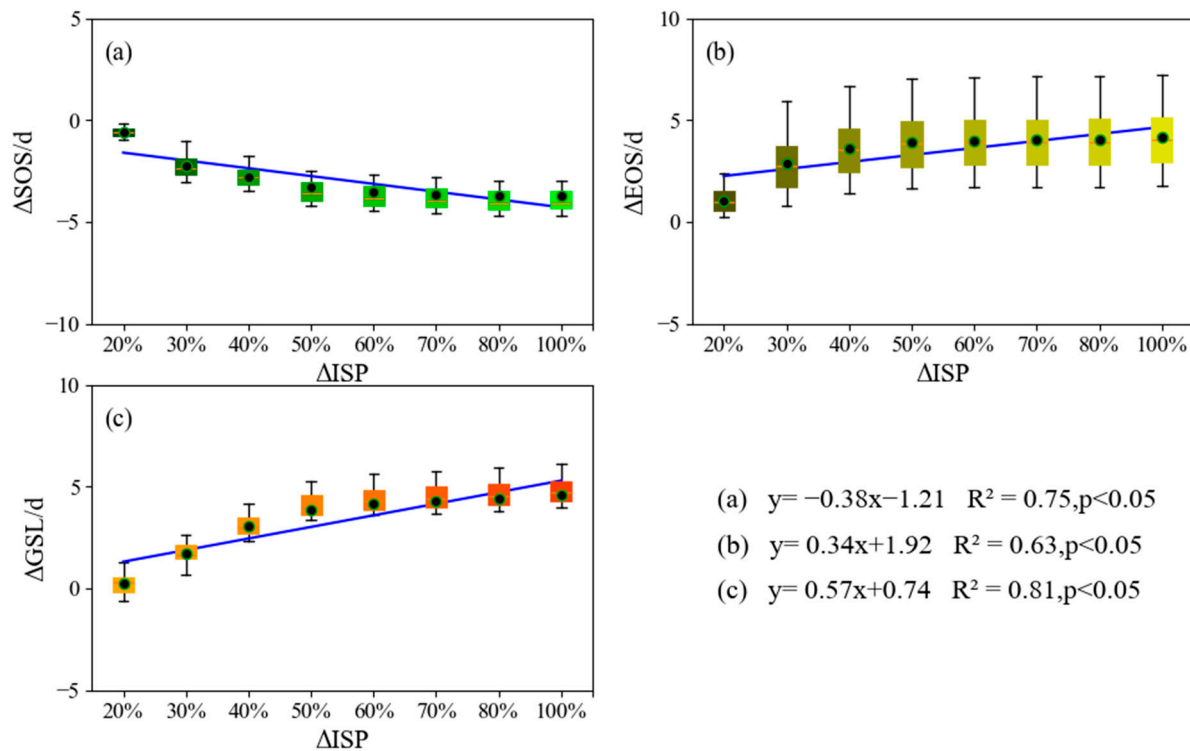 5
0
−5
−10
(a)
ΔSOS/d
20% 30% 40% 50% 60% 70% 80% 100%
ΔISP
10
5
0
−5
(b)
ΔEOS/d
20% 30% 40% 50% 60% 70% 80% 100%
ΔISP
10
5
0
−5
(c)
ΔGSL/d
20% 30% 40% 50% 60% 70% 80% 100%
ΔISP
(a) y= −0.38x−1.21 R² = 0.75,p<0.05
(b) y= 0.34x+1.92 R² = 0.63,p<0.05
(c) y= 0.57x+0.74 R² = 0.81,p<0.05